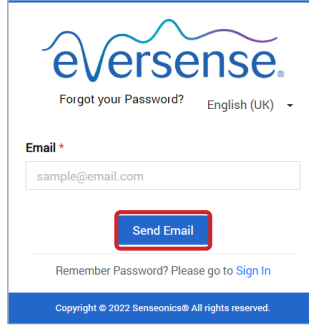 eversense.
Forgot your Password?
English (UK)
Email *
sample@email.com
Send Email
Remember Password? Please go to Sign In
Copyright © 2022 Senseonics® All rights reserved.